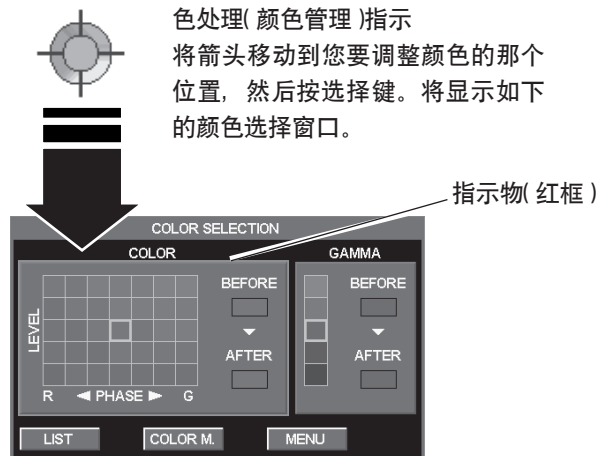 色处理( 颜色管理 )指示
将箭头移动到您要调整颜色的那个
位置，然后按选择键。将显示如下
的颜色选择窗口。
指示物( 红框 )
COLOR SELECTION
COLOR
GAMMA
BEFORE
BEFORE
LEVEL
AFTER
AFTER
R ◀ PHASE ▶ G
LIST
COLOR M.
MENU